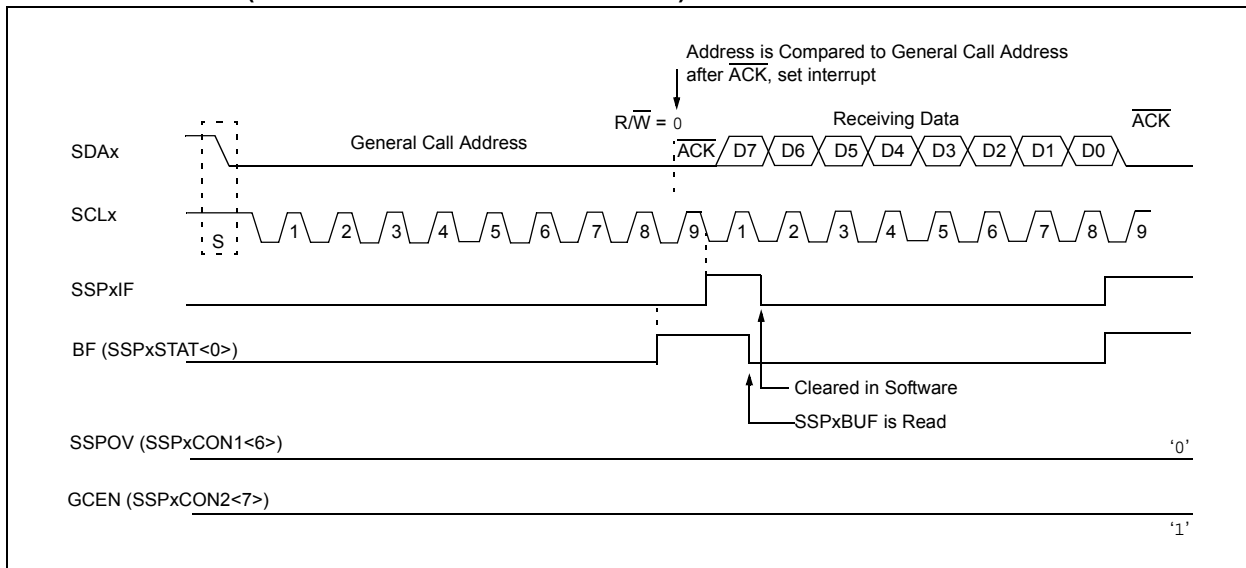 Address is Compared to General Call Address
after ACK, set interrupt
R/W = 0
Receiving Data
ACK
SDAx
General Call Address
ACK D7 D6 D5 D4 D3 D2 D1 D0
SCLx
S
1 2 3 4 5 6 7 8 9 1 2 3 4 5 6 7 8 9
SSPxIF
BF (SSPxSTAT<0>)
Cleared in Software
SSPxBUF is Read
SSPOV (SSPxCON1<6>)
‘0’
GCEN (SSPxCON2<7>)
‘1’